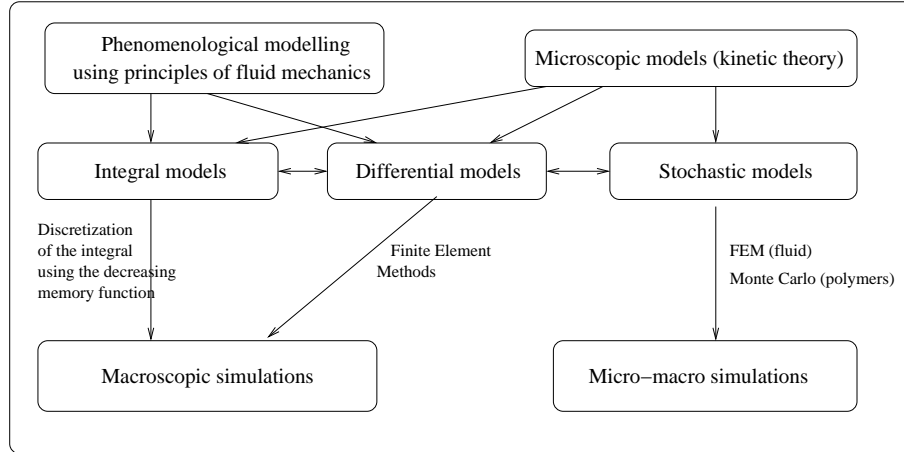 Phenomenological modelling
using principles of fluid mechanics
Microscopic models (kinetic theory)
Integral models
Differential models
Stochastic models
Discretization
of the integral
using the decreasing
memory function
Finite Element
Methods
FEM (fluid)
Monte Carlo (polymers)
Macroscopic simulations
Micro−macro simulations